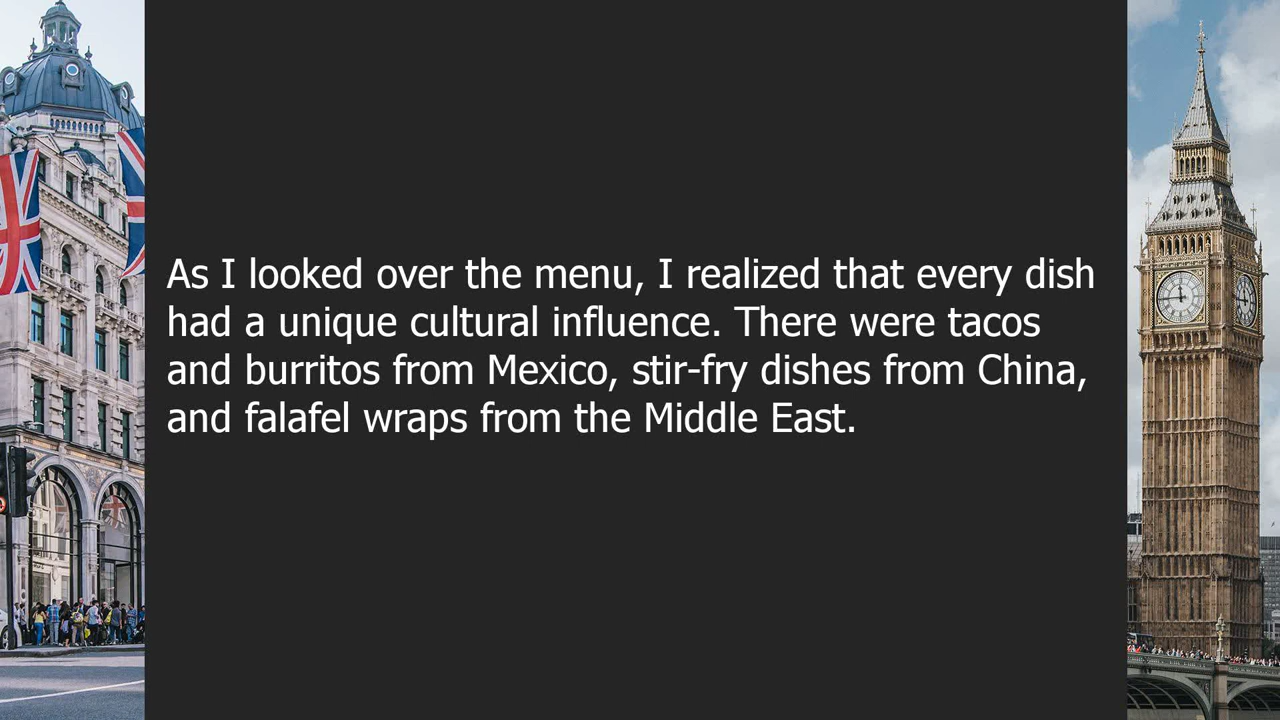 As I looked over the menu, I realized that every dish
had a unique cultural influence. There were tacos
and burritos from Mexico, stir-fry dishes from China,
and falafel wraps from the Middle East.